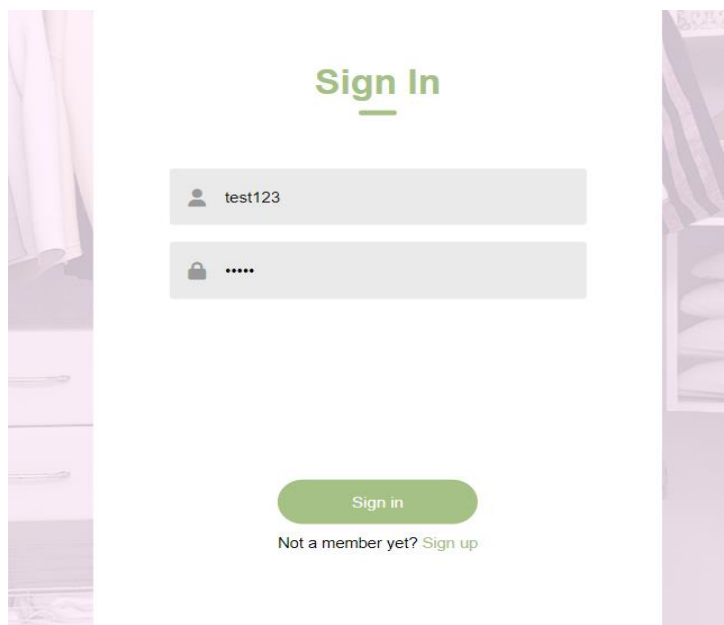 Sign In
test123
•••••
Sign in
Not a member yet? Sign up